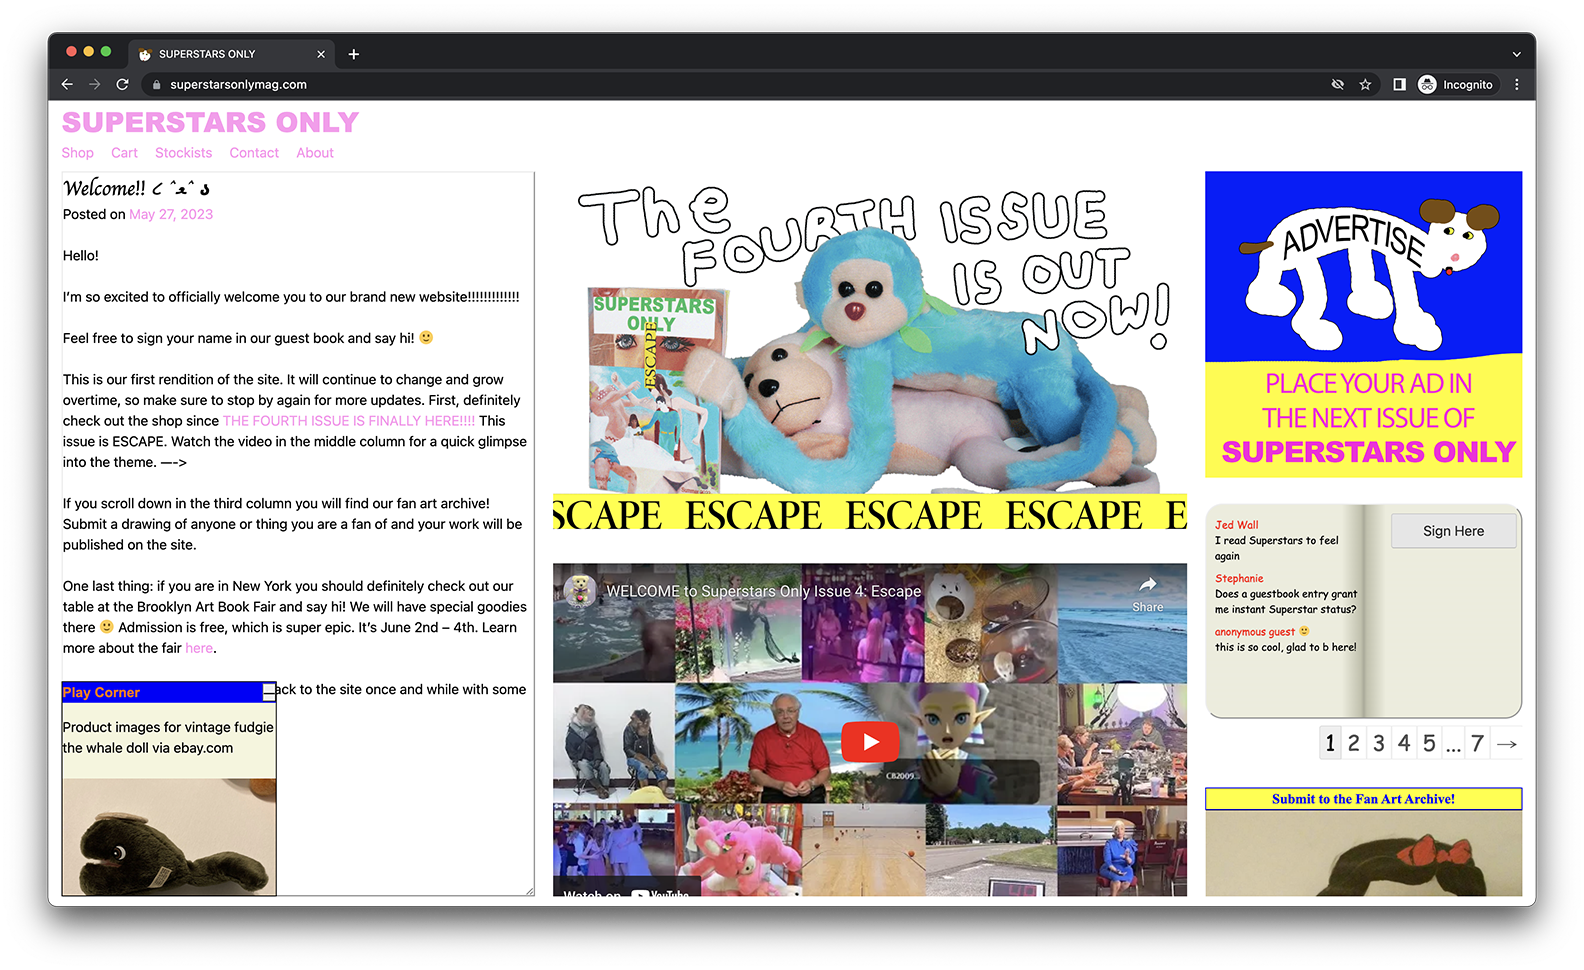 SUPERSTARS ONLY
superstarsonlymag.com
Incognito
SUPERSTARS ONLY
Shop Cart Stockists Contact About
Welcome!! ૮ ˆﻌˆ ა
Posted on May 27, 2023
Hello!
I’m so excited to officially welcome you to our brand new website!!!!!!!!!!!!!
Feel free to sign your name in our guest book and say hi! 🙂
This is our first rendition of the site. It will continue to change and grow
overtime, so make sure to stop by again for more updates. First, definitely
check out the shop since THE FOURTH ISSUE IS FINALLY HERE!!!! This
issue is ESCAPE. Watch the video in the middle column for a quick glimpse
into the theme. —->
If you scroll down in the third column you will find our fan art archive!
Submit a drawing of anyone or thing you are a fan of and your work will be
published on the site.
One last thing: if you are in New York you should definitely check out our
table at the Brooklyn Art Book Fair and say hi! We will have special goodies
there 🙂 Admission is free, which is super epic. It’s June 2nd – 4th. Learn
more about the fair here.
ack to the site once and while with some
Play Corner
Product images for vintage fudgie
the whale doll via ebay.com
The FOURTH ISSUE
IS OUT
NOW!
SUPERSTARS
ONLY
ESCAPE
SCAPE ESCAPE ESCAPE ESCAPE E
WELCOME to Superstars Only Issue 4: Escape
Share
CB2009...
Watch on YouTube
ADVERTISE
PLACE YOUR AD IN
THE NEXT ISSUE OF
SUPERSTARS ONLY
Jed Wall
I read Superstars to feel
again
Stephanie
Does a guestbook entry grant
me instant Superstar status?
anonymous guest 🙂
this is so cool, glad to b here!
Sign Here
1 2 3 4 5 ... 7 →
Submit to the Fan Art Archive!